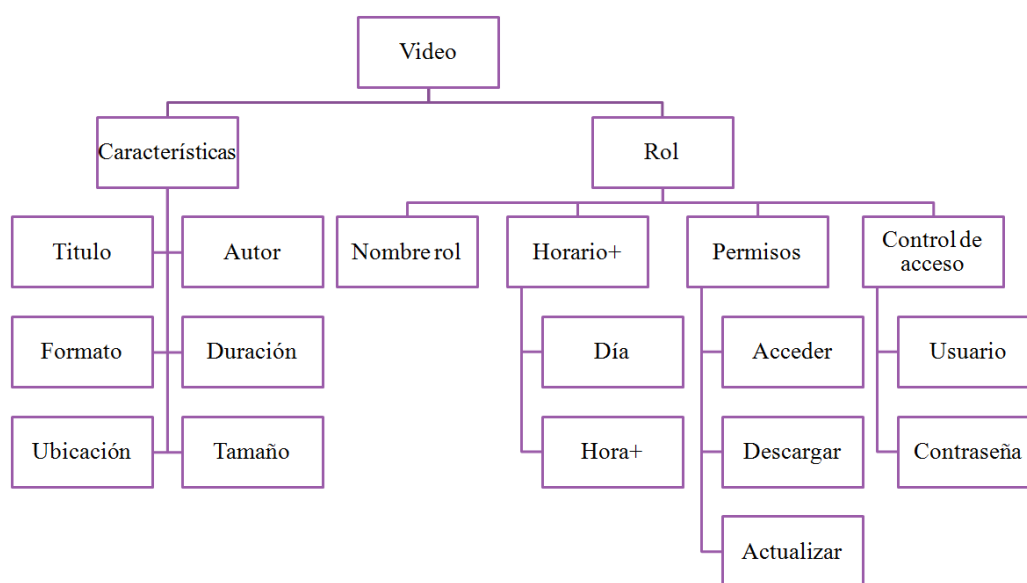 Video
Características
Rol
Titulo
Autor
Nombre rol
Horario+
Permisos
Control de
acceso
Formato
Duración
Día
Acceder
Usuario
Ubicación
Tamaño
Hora+
Descargar
Contraseña
Actualizar